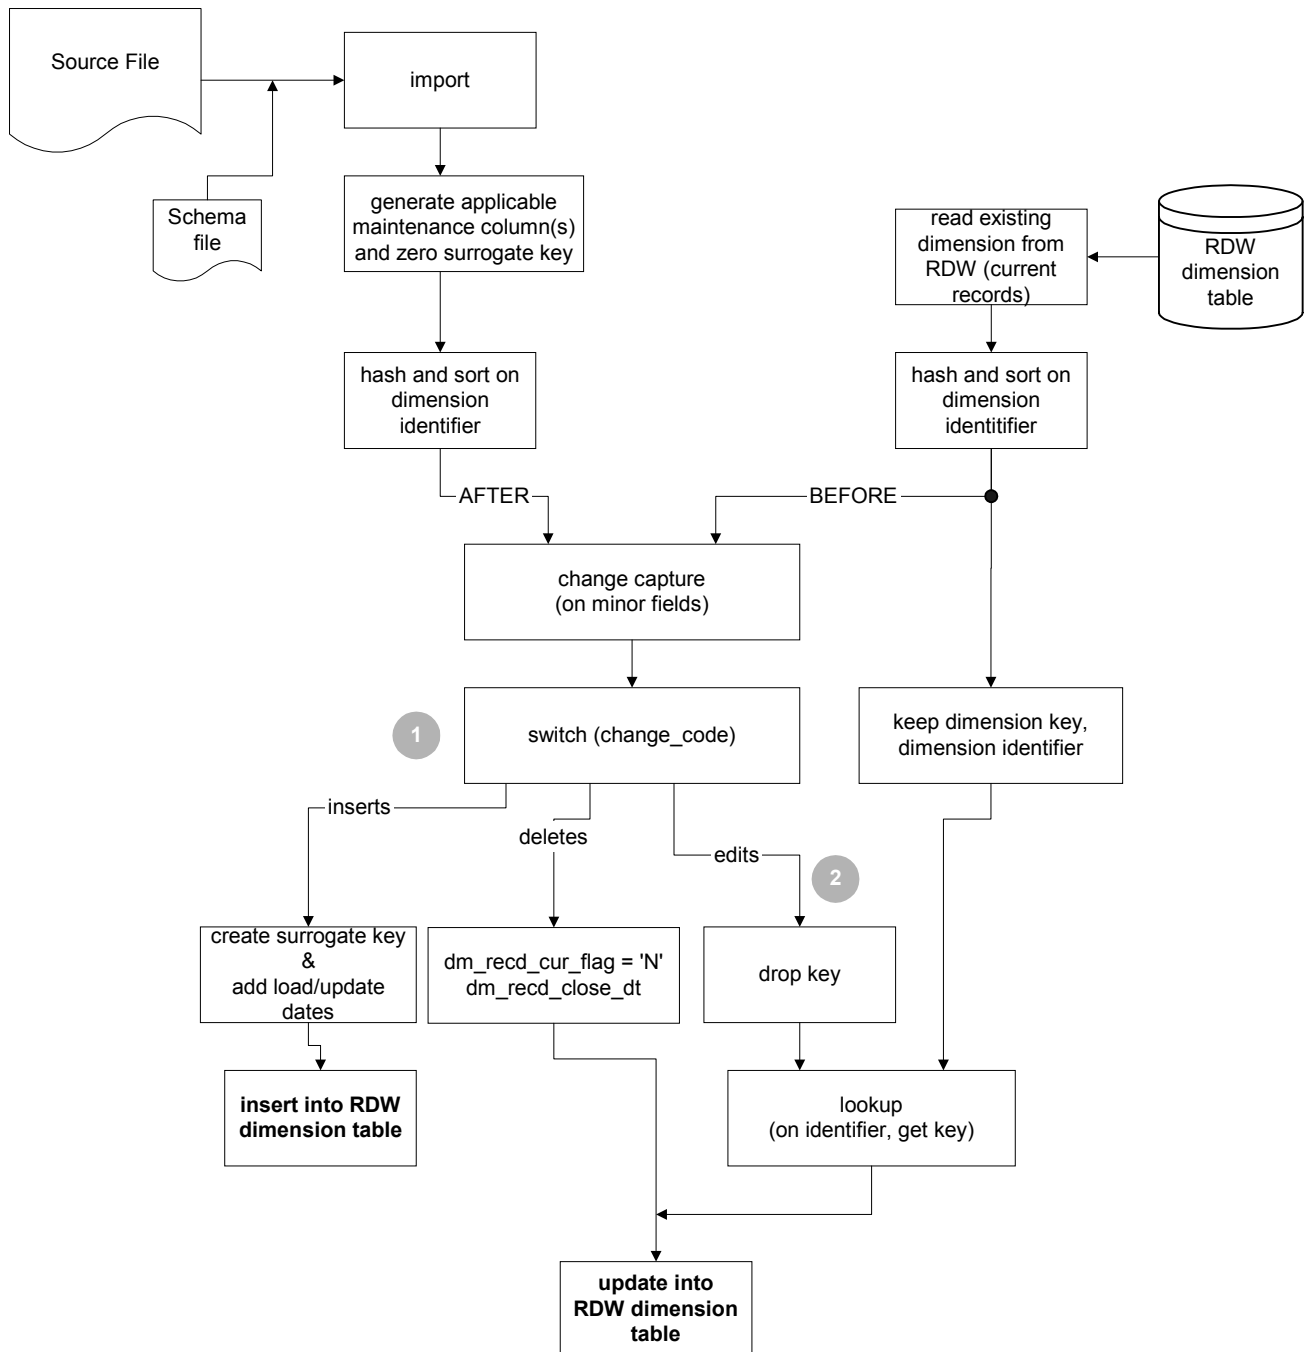 Source File
import
Schema
file
generate applicable
maintenance column(s)
and zero surrogate key
read existing
dimension from
RDW (current
records)
RDW
dimension
table
hash and sort on
dimension
identifier
hash and sort on
dimension
identitifier
AFTER
BEFORE
change capture
(on minor fields)
1
switch (change_code)
keep dimension key,
dimension identifier
inserts
deletes
edits
2
create surrogate key
&
add load/update
dates
dm_recd_cur_flag = 'N'
dm_recd_close_dt
drop key
insert into RDW
dimension table
lookup
(on identifier, get key)
update into
RDW dimension
table